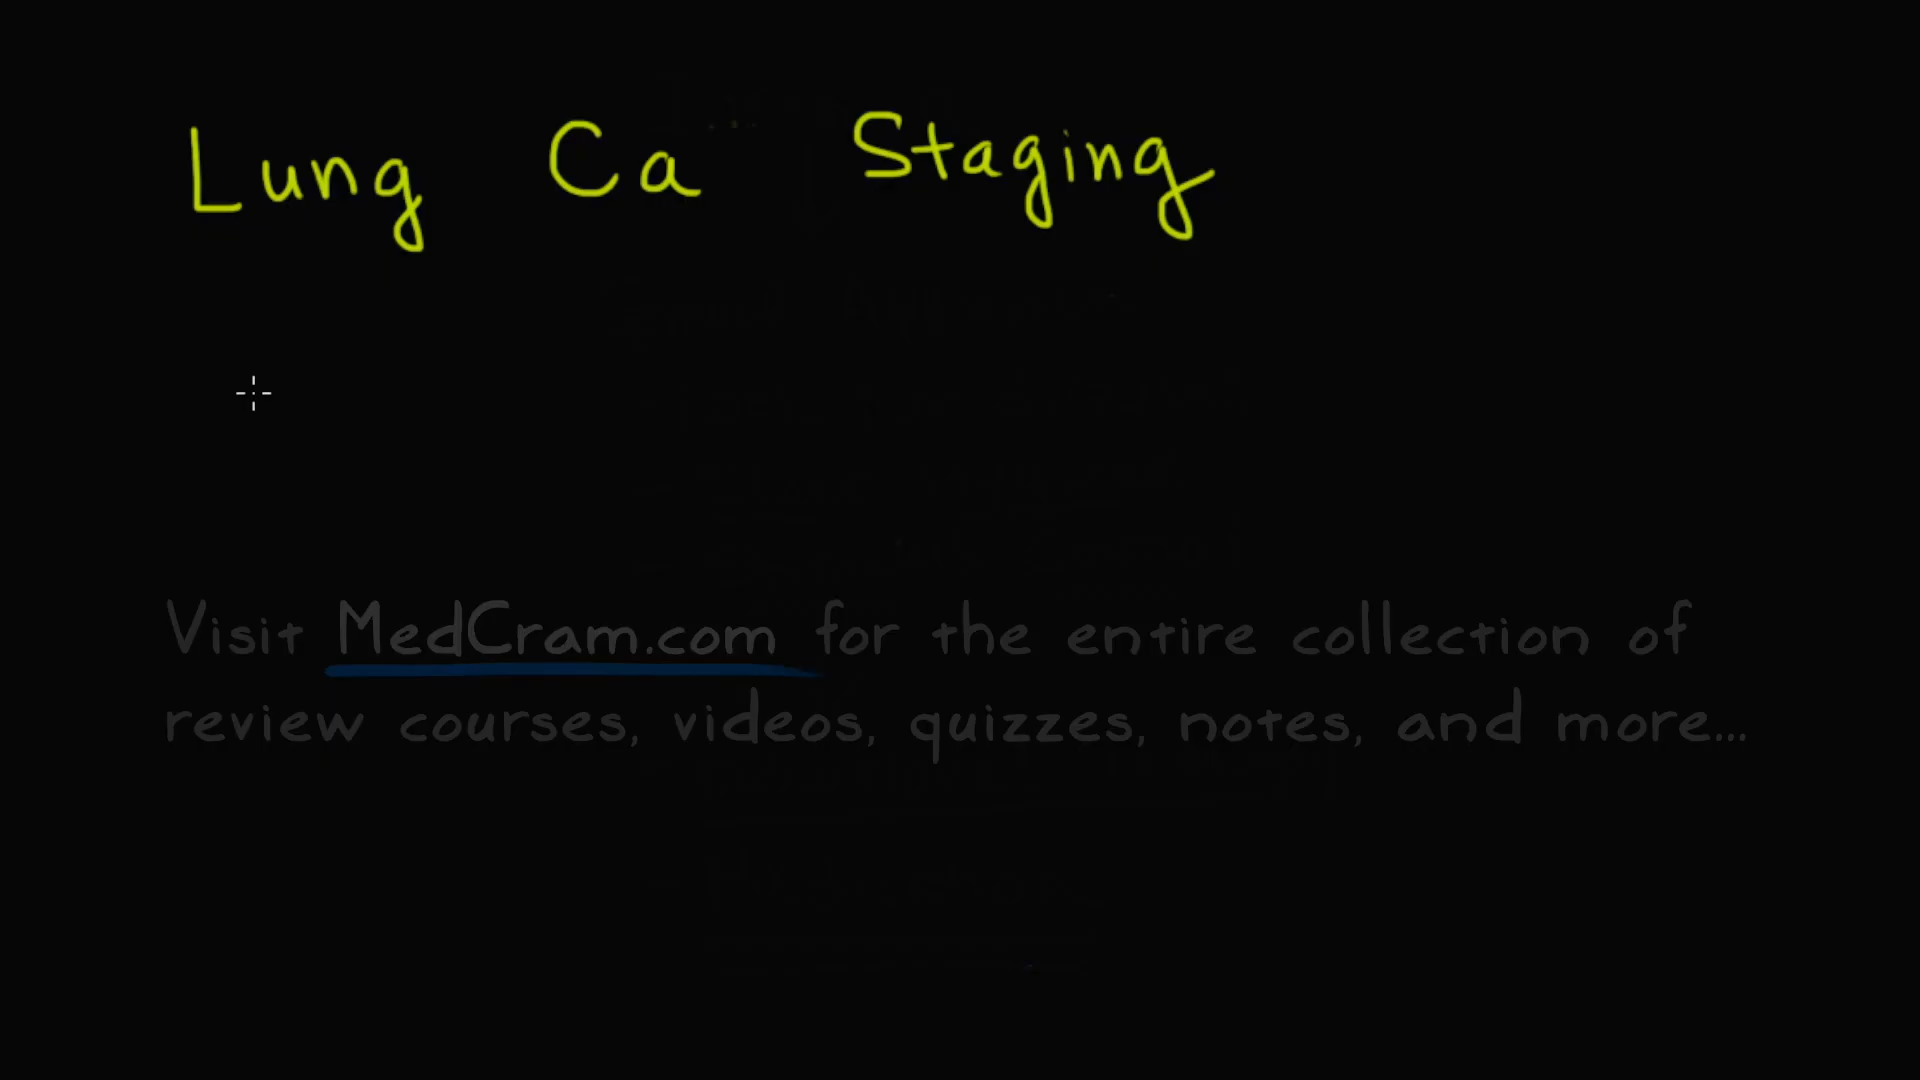 Lung Ca Staging
Visit MedCram.com for the entire collection of
review courses, videos, quizzes, notes, and more...